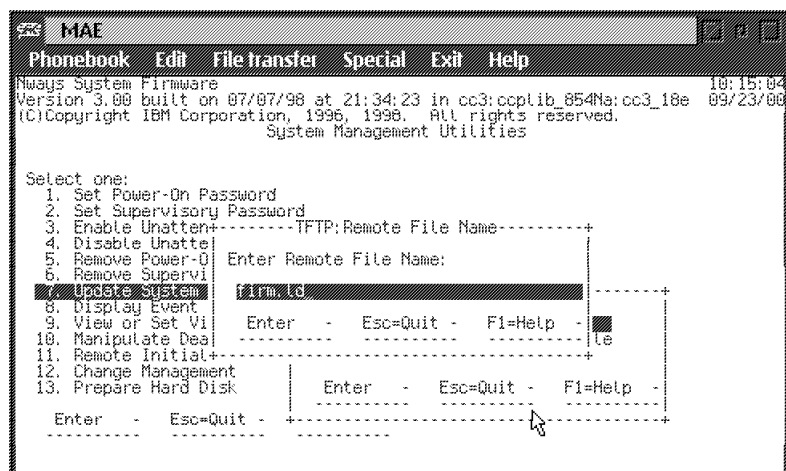 MAE
Phonebook Edit File transfer Special Exit Help
Nways System Firmware 10:15:04
Version 3.00 built on 07/07/98 at 21:34:23 in cc3:ccplib_854Na:cc3_18e 09/23/00
(C)Copyright IBM Corporation, 1996, 1998. All rights reserved.
System Management Utilities
Select one:
1. Set Power-On Password
2. Set Supervisory Password
3. Enable Unatten+--------TFTP:Remote File Name---------+
4. Disable Unatte|
5. Remove Power-O| Enter Remote File Name:
6. Remove Supervi|
7. Update System | firm.ld_
8. Display Event
9. View or Set Vi| Enter - Esc=Quit - F1=Help -|
10. Manipulate Dea| le
11. Remote Initial+
12. Change Management
13. Prepare Hard Disk | Enter - Esc=Quit - F1=Help -|
Enter - Esc=Quit -